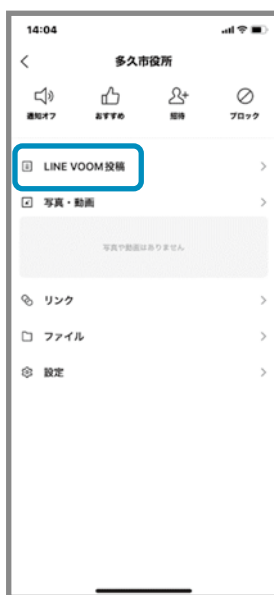 14:04
多久市役所
通知オフ おすすめ 招待 ブロック
LINE VOOM投稿
写真・動画
写真や動画はありません
リンク
ファイル
設定